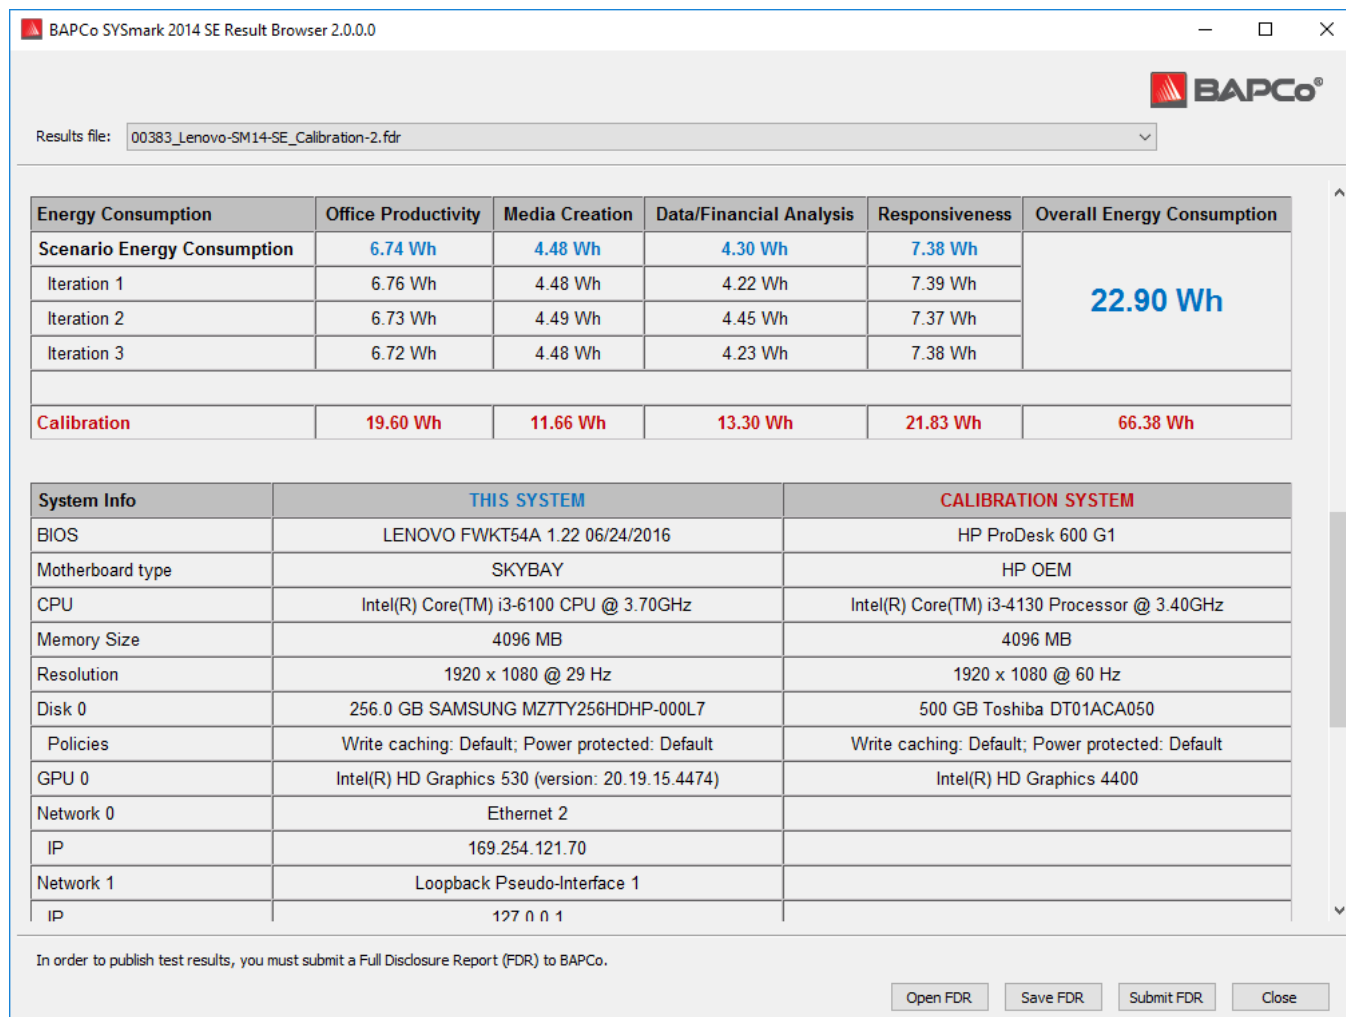 BAPCo SYSmark 2014 SE Result Browser 2.0.0.0
BAPCo®
Results file: 00383_Lenovo-SM14-SE_Calibration-2.fdr
Energy Consumption Office Productivity Media Creation Data/Financial Analysis Responsiveness Overall Energy Consumption
Scenario Energy Consumption 6.74 Wh 4.48 Wh 4.30 Wh 7.38 Wh
Iteration 1 6.76 Wh 4.48 Wh 4.22 Wh 7.39 Wh
22.90 Wh
Iteration 2 6.73 Wh 4.49 Wh 4.45 Wh 7.37 Wh
Iteration 3 6.72 Wh 4.48 Wh 4.23 Wh 7.38 Wh
Calibration 19.60 Wh 11.66 Wh 13.30 Wh 21.83 Wh 66.38 Wh
System Info THIS SYSTEM CALIBRATION SYSTEM
BIOS LENOVO FWKT54A 1.22 06/24/2016 HP ProDesk 600 G1
Motherboard type SKYBAY HP OEM
CPU Intel(R) Core(TM) i3-6100 CPU @ 3.70GHz Intel(R) Core(TM) i3-4130 Processor @ 3.40GHz
Memory Size 4096 MB 4096 MB
Resolution 1920 x 1080 @ 29 Hz 1920 x 1080 @ 60 Hz
Disk 0 256.0 GB SAMSUNG MZ7TY256HDHP-000L7 500 GB Toshiba DT01ACA050
Policies Write caching: Default; Power protected: Default Write caching: Default; Power protected: Default
GPU 0 Intel(R) HD Graphics 530 (version: 20.19.15.4474) Intel(R) HD Graphics 4400
Network 0 Ethernet 2
IP 169.254.121.70
Network 1 Loopback Pseudo-Interface 1
IP 127.0.0.1
In order to publish test results, you must submit a Full Disclosure Report (FDR) to BAPCo.
Open FDR Save FDR Submit FDR Close